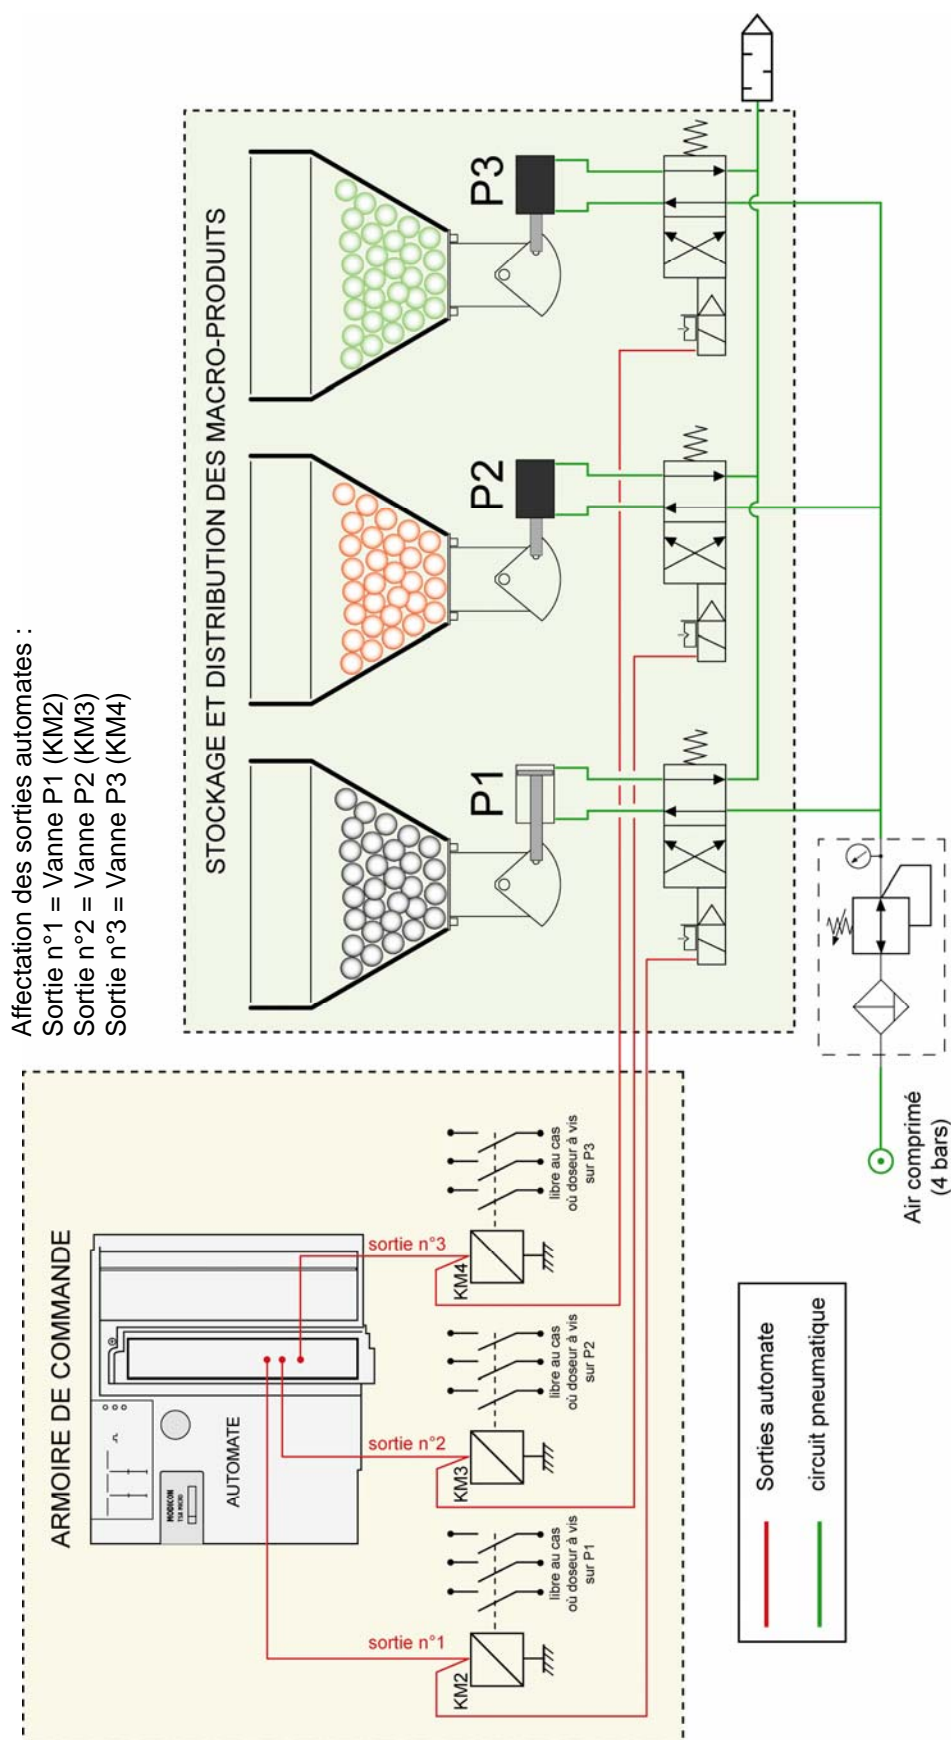 Affectation des sorties automates :
Sortie n°1 = Vanne P1 (KM2)
Sortie n°2 = Vanne P2 (KM3)
Sortie n°3 = Vanne P3 (KM4)
ARMOIRE DE COMMANDE
MODICON
TSX MICRO
AUTOMATE
sortie n°1
sortie n°2
sortie n°3
KM2
KM3
KM4
libre au cas
où doseur à vis
sur P1
libre au cas
où doseur à vis
sur P2
libre au cas
où doseur à vis
sur P3
STOCKAGE ET DISTRIBUTION DES MACRO-PRODUITS
P1
P2
P3
Air comprimé
(4 bars)
Sorties automate
circuit pneumatique